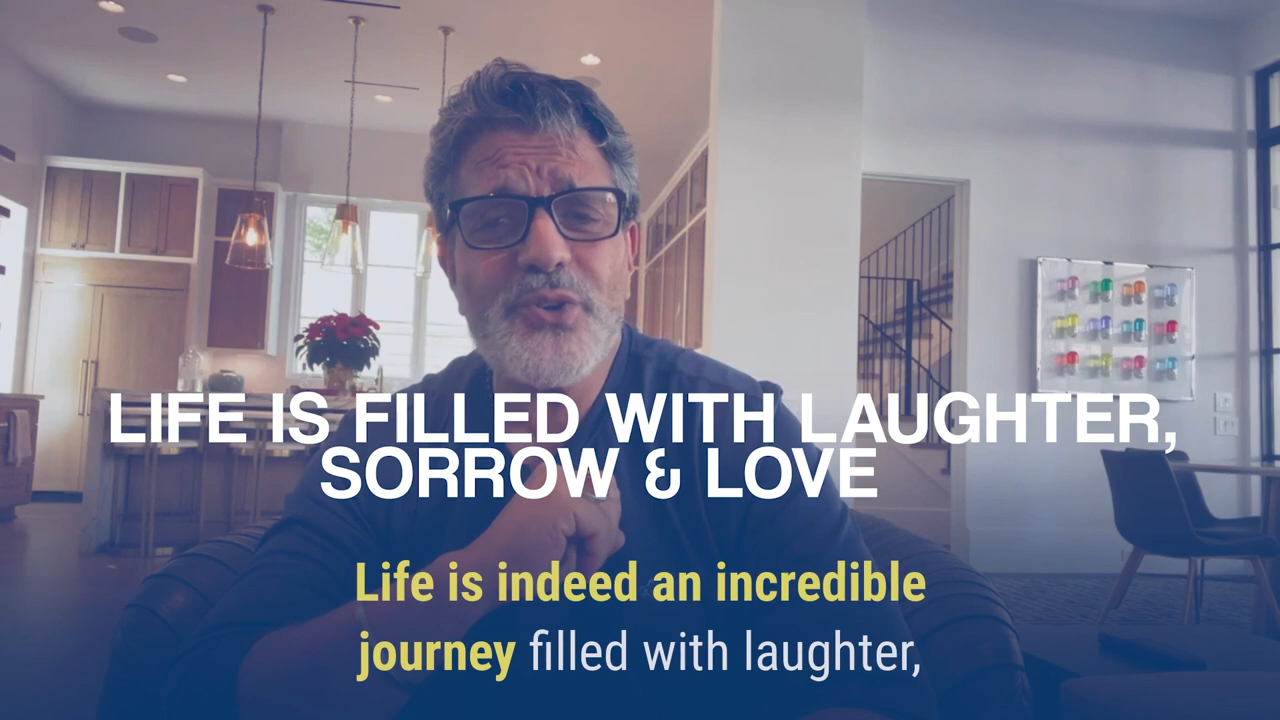 LIFE IS FILLED WITH LAUGHTER,
SORROW & LOVE
Life is indeed an incredible
journey filled with laughter,